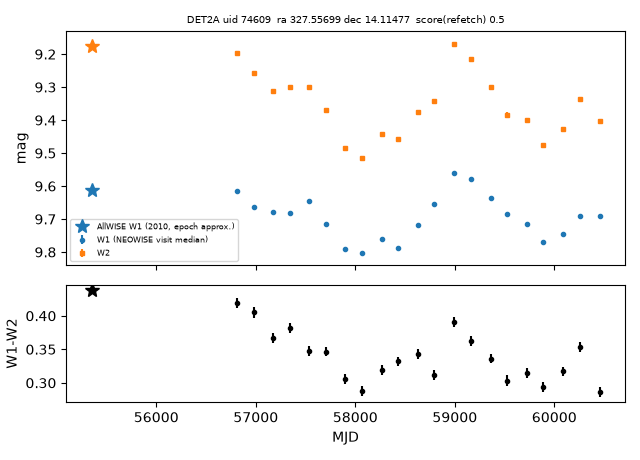 DET2A uid 74609  ra 327.55699 dec 14.11477  score(refetch) 0.5
9.2
9.3
9.4
9.5
9.6
9.7
9.8
mag
AllWISE W1 (2010, epoch approx.)
W1 (NEOWISE visit median)
W2
0.40
0.35
0.30
W1-W2
56000 57000 58000 59000 60000
MJD